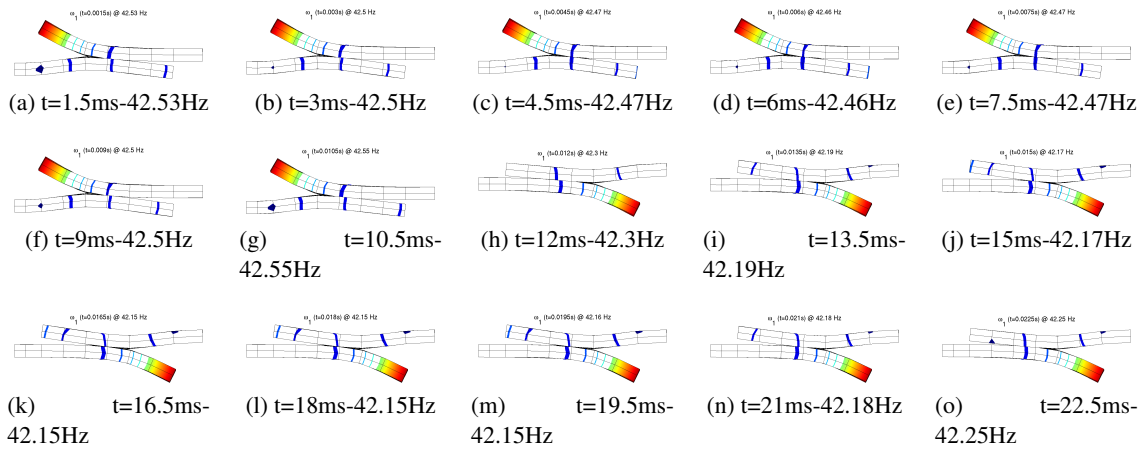 ω1 (t=0.0015s) @ 42.53 Hz
ω1 (t=0.003s) @ 42.5 Hz
ω1 (t=0.0045s) @ 42.47 Hz
ω1 (t=0.006s) @ 42.46 Hz
ω1 (t=0.0075s) @ 42.47 Hz
(a) t=1.5ms-42.53Hz
(b) t=3ms-42.5Hz
(c) t=4.5ms-42.47Hz
(d) t=6ms-42.46Hz
(e) t=7.5ms-42.47Hz
ω1 (t=0.009s) @ 42.5 Hz
ω1 (t=0.0105s) @ 42.55 Hz
ω1 (t=0.012s) @ 42.3 Hz
ω1 (t=0.0135s) @ 42.19 Hz
ω1 (t=0.015s) @ 42.17 Hz
(f) t=9ms-42.5Hz
(g) t=10.5ms-
42.55Hz
(h) t=12ms-42.3Hz
(i) t=13.5ms-
42.19Hz
(j) t=15ms-42.17Hz
ω1 (t=0.0165s) @ 42.15 Hz
ω1 (t=0.018s) @ 42.15 Hz
ω1 (t=0.0195s) @ 42.16 Hz
ω1 (t=0.021s) @ 42.18 Hz
ω1 (t=0.0225s) @ 42.25 Hz
(k) t=16.5ms-
42.15Hz
(l) t=18ms-42.15Hz
(m) t=19.5ms-
42.15Hz
(n) t=21ms-42.18Hz
(o) t=22.5ms-
42.25Hz